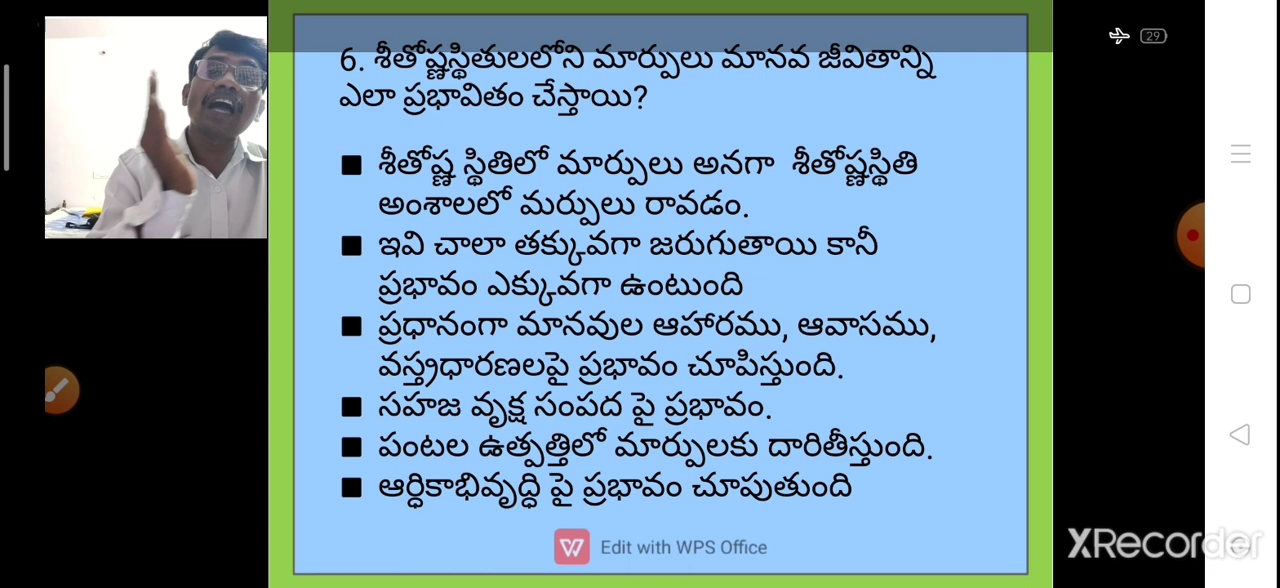 29
6. శీతోష్ణస్థితులలోని మార్పులు మానవ జీవితాన్ని
ఎలా ప్రభావితం చేస్తాయి?
■ శీతోష్ణ స్థితిలో మార్పులు అనగా శీతోష్ణస్థితి
అంశాలలో మర్పులు రావడం.
■ ఇవి చాలా తక్కువగా జరుగుతాయి కానీ
ప్రభావం ఎక్కువగా ఉంటుంది
■ ప్రధానంగా మానవుల ఆహారము, ఆవాసము,
వస్త్రధారణలపై ప్రభావం చూపిస్తుంది.
■ సహజ వృక్ష సంపద పై ప్రభావం.
■ పంటల ఉత్పత్తిలో మార్పులకు దారితీస్తుంది.
■ ఆర్ధికాభివృద్ధి పై ప్రభావం చూపుతుంది
Edit with WPS Office
XRecorder